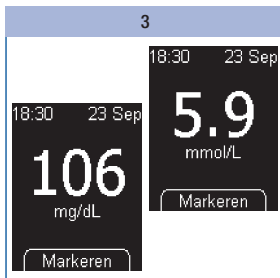 3
18:30 23 Sep
106
mg/dL
Markeren
18:30 23 Sep
5.9
mmol/L
Markeren